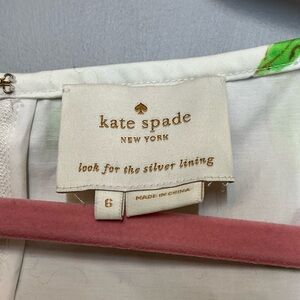 kate spade
NEW YORK
look for the silver lining
6
MADE IN CHINA